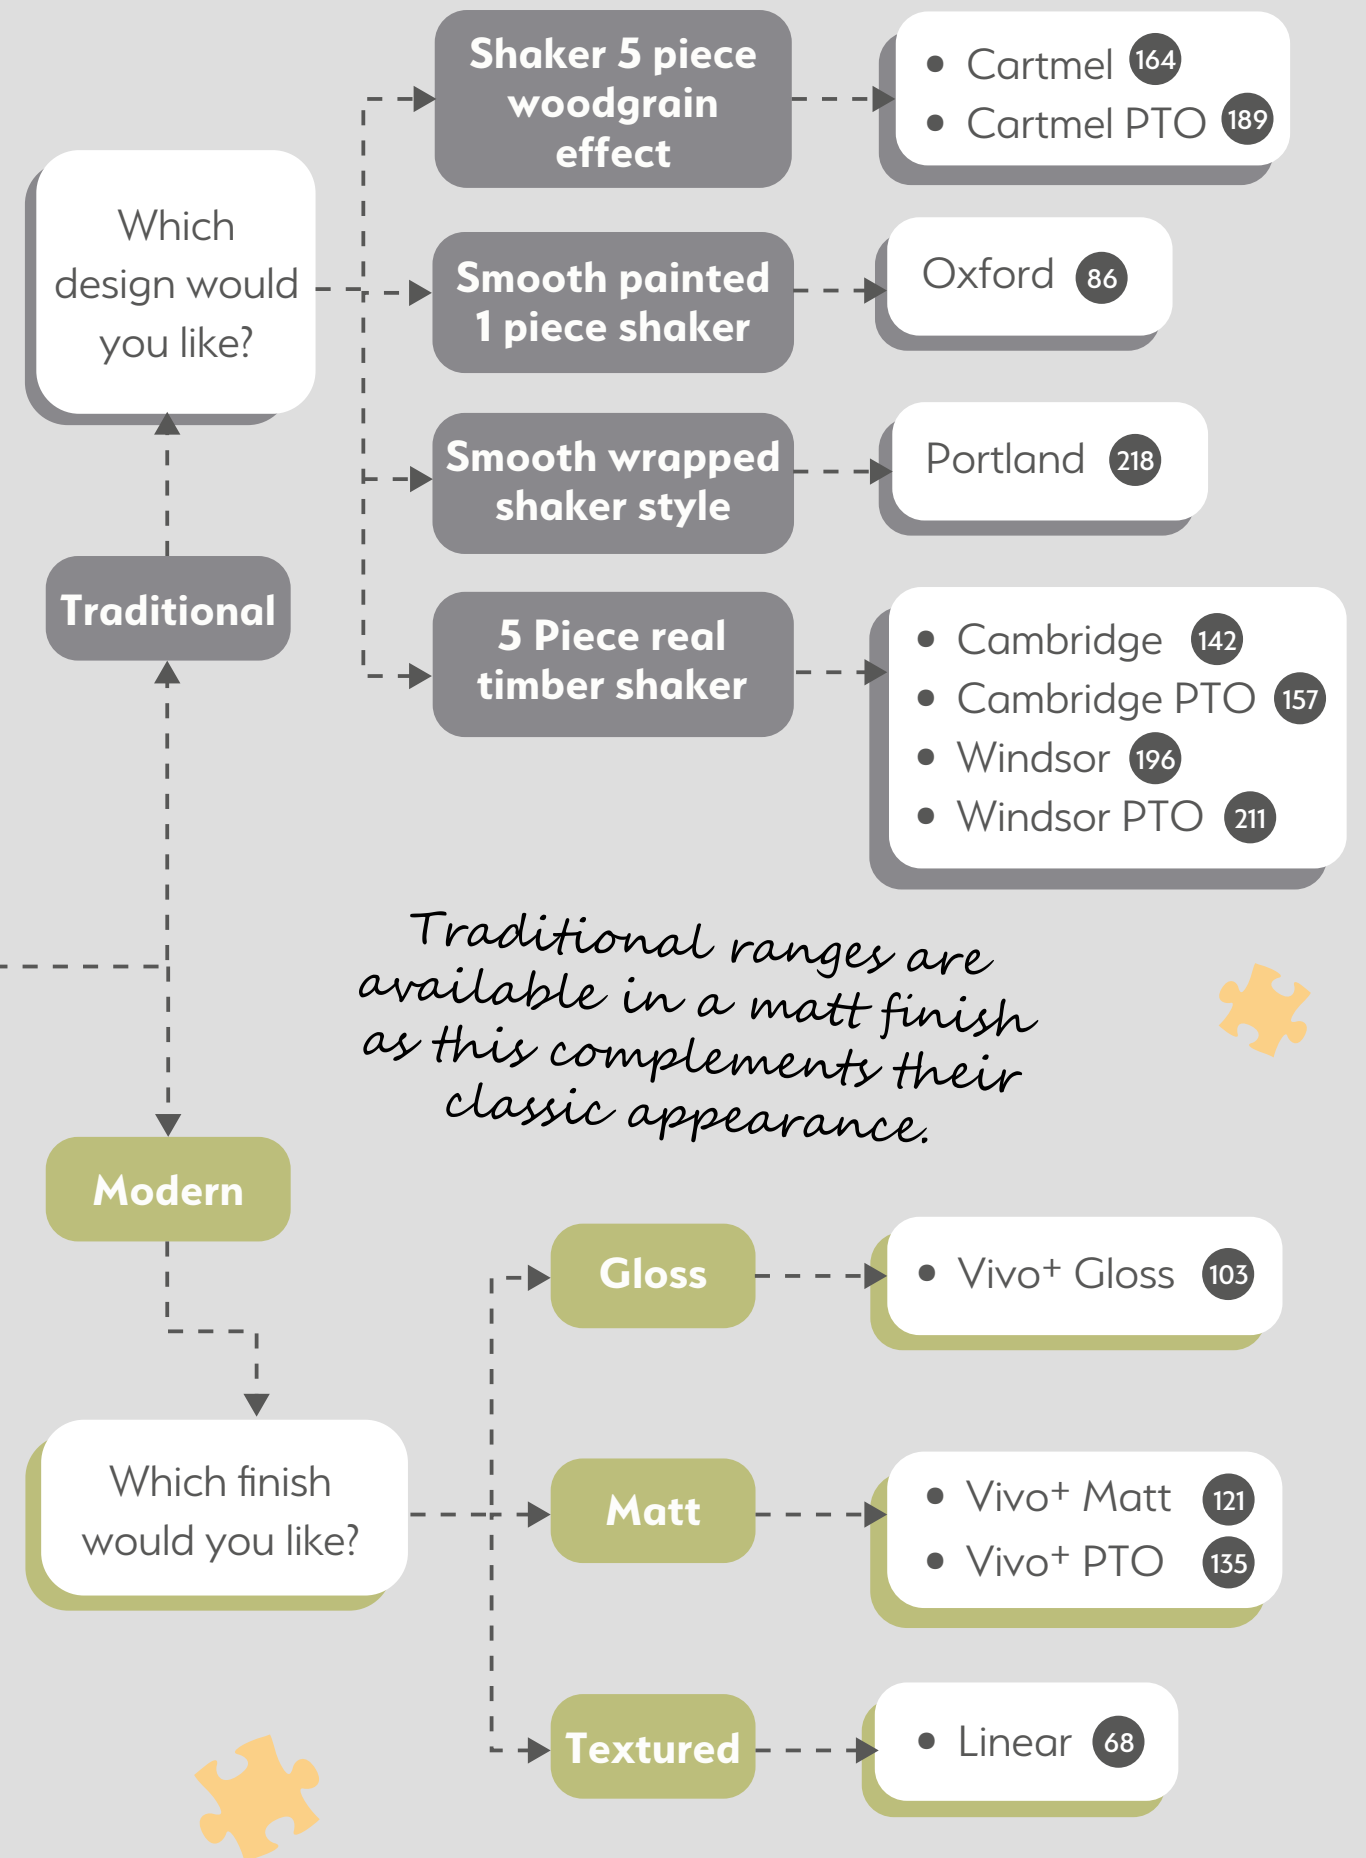 Shaker 5 piece
woodgrain
effect
• Cartmel 164
• Cartmel PTO 189
Which
design would
you like?
Smooth painted
1 piece shaker
Oxford 86
Smooth wrapped
shaker style
Portland 218
Traditional
5 Piece real
timber shaker
• Cambridge 142
• Cambridge PTO 157
• Windsor 196
• Windsor PTO 211
Traditional ranges are
available in a matt finish
as this complements their
classic appearance.
Modern
Gloss
• Vivo⁺ Gloss 103
Which finish
would you like?
Matt
• Vivo⁺ Matt 121
• Vivo⁺ PTO 135
Textured
• Linear 68